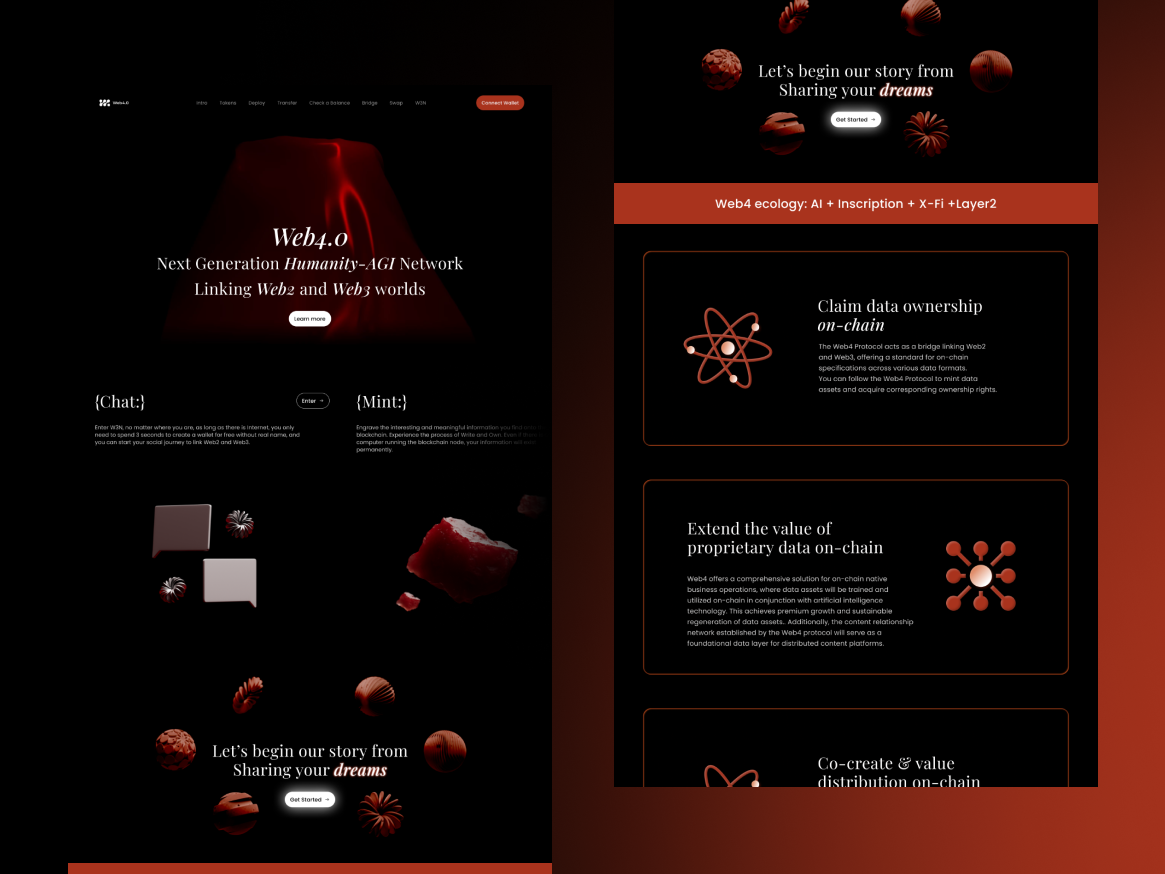 Web4.0
Intro Tokens Deploy Transfer Check a Balance Bridge Swap W3N
Connect Wallet
Web4.0
Next Generation Humanity-AGI Network
Linking Web2 and Web3 worlds
Learn more
{Chat:}
Enter →
Enter W3N, no matter where you are, as long as there is Internet, you only
need to spend 3 seconds to create a wallet for free without real name, and
you can start your social journey to link Web2 and Web3.
{Mint:}
Engrave the interesting and meaningful information you find
blockchain. Experience the process of Write and Own. Even if
computer running the blockchain node, your information will
permanently.
Let's begin our story from
Sharing your dreams
Get Started →
Let's begin our story from
Sharing your dreams
Get Started →
Web4 ecology: AI + Inscription + X-Fi +Layer2
Claim data ownership
on-chain
The Web4 Protocol acts as a bridge linking Web2
and Web3, offering a standard for on-chain
specifications across various data formats.
You can follow the Web4 Protocol to mint data
assets and acquire corresponding ownership rights.
Extend the value of
proprietary data on-chain
Web4 offers a comprehensive solution for on-chain native
business operations, where data assets will be trained and
utilized on-chain in conjunction with artificial intelligence
technology. This achieves premium growth and sustainable
regeneration of data assets.. Additionally, the content relationship
network established by the Web4 protocol will serve as a
foundational data layer for distributed content platforms.
Co-create & value
distribution on-chain